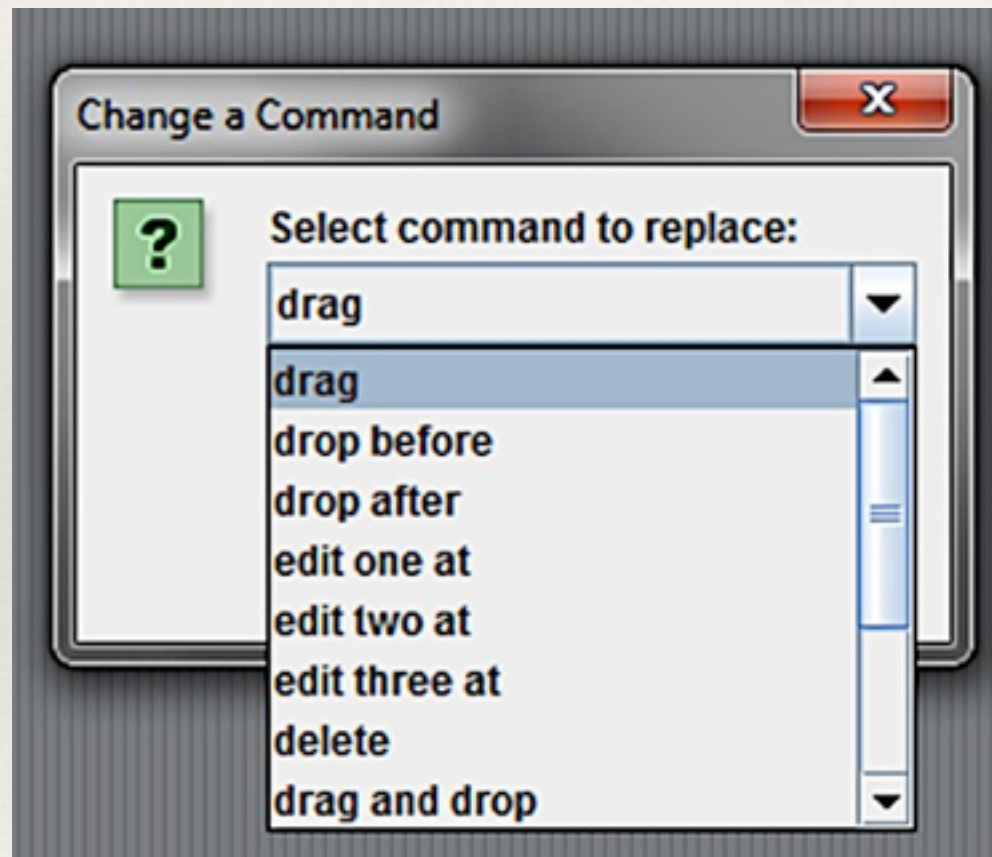 Change a Command
x
?
Select command to replace:
drag
drag
drop before
drop after
edit one at
edit two at
edit three at
delete
drag and drop